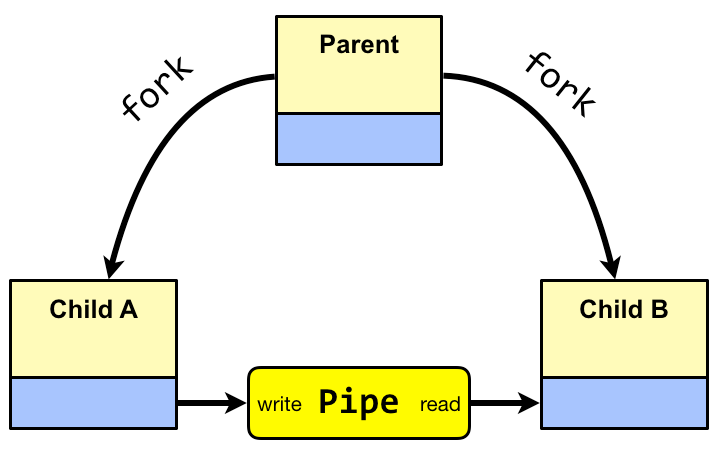 Parent
fork
fork
Child A
Child B
write Pipe read